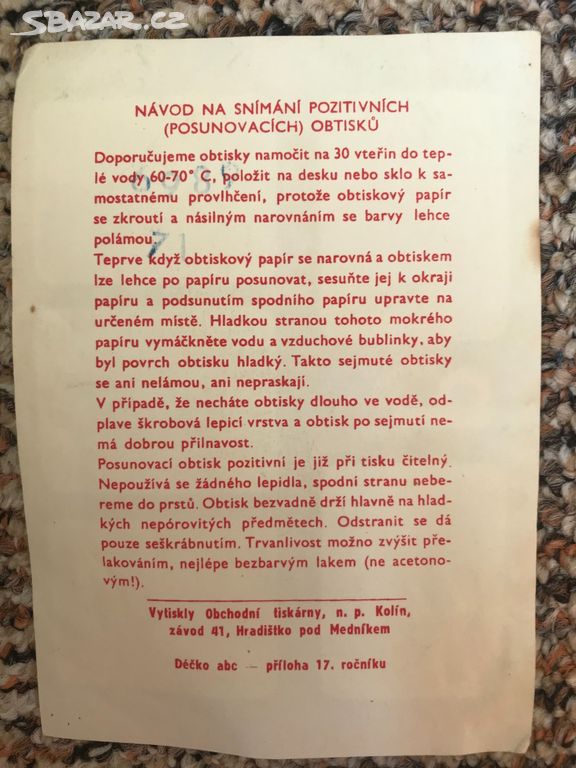 SBAZAR.CZ
NÁVOD NA SNÍMÁNÍ POZITIVNÍCH
(POSUNOVACÍCH) OBTISKŮ
Doporučujeme obtisky namočit na 30 vteřin do tep-
lé vody 60-70° C, položit na desku nebo sklo k sa-
mostatnému provlhčení, protože obtiskový papír
se zkroutí a násilným narovnáním se barvy lehce
polámou.
71
Teprve když obtiskový papír se narovná a obtiskem
lze lehce po papíru posunovat, sesuňte jej k okraji
papíru a podsunutím spodního papíru upravte na
určeném místě. Hladkou stranou tohoto mokrého
papíru vymáčkněte vodu a vzduchové bublinky, aby
byl povrch obtisku hladký. Takto sejmuté obtisky
se ani nelámou, ani nepraskají.
V případě, že necháte obtisky dlouho ve vodě, od-
plave škrobová lepicí vrstva a obtisk po sejmutí ne-
má dobrou přilnavost.
Posunovací obtisk pozitivní je již při tisku čitelný.
Nepoužívá se žádného lepidla, spodní stranu nebe-
reme do prstů. Obtisk bezvadně drží hlavně na hlad-
kých nepórovitých předmětech. Odstranit se dá
pouze seškrábnutím. Trvanlivost možno zvýšit pře-
lakováním, nejlépe bezbarvým lakem (ne acetono-
vým!).
Vytiskly Obchodní tiskárny, n. p. Kolín,
závod 41, Hradištko pod Medníkem
Déčko abc — příloha 17. ročníku